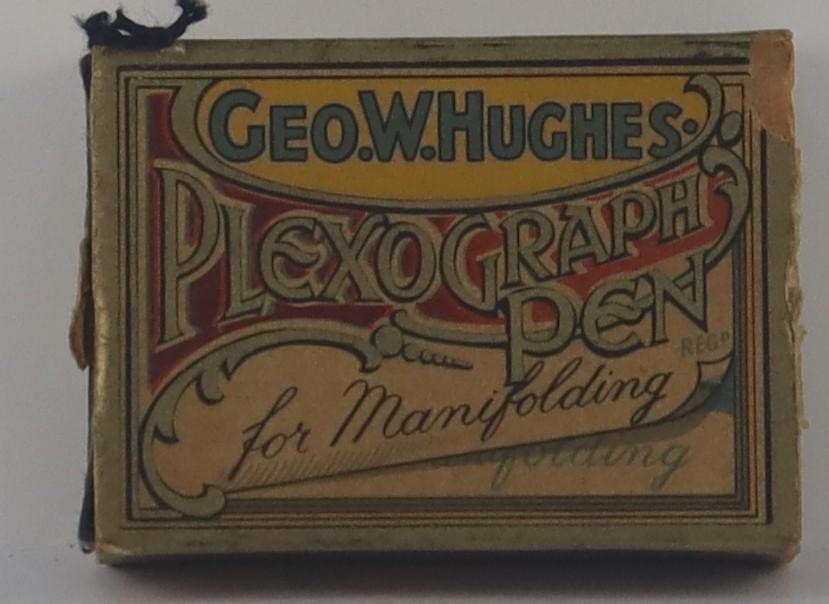 GEO.W.HUGHES.
PLEXOGRAPH
PEN
REGD
for Manifolding
folding